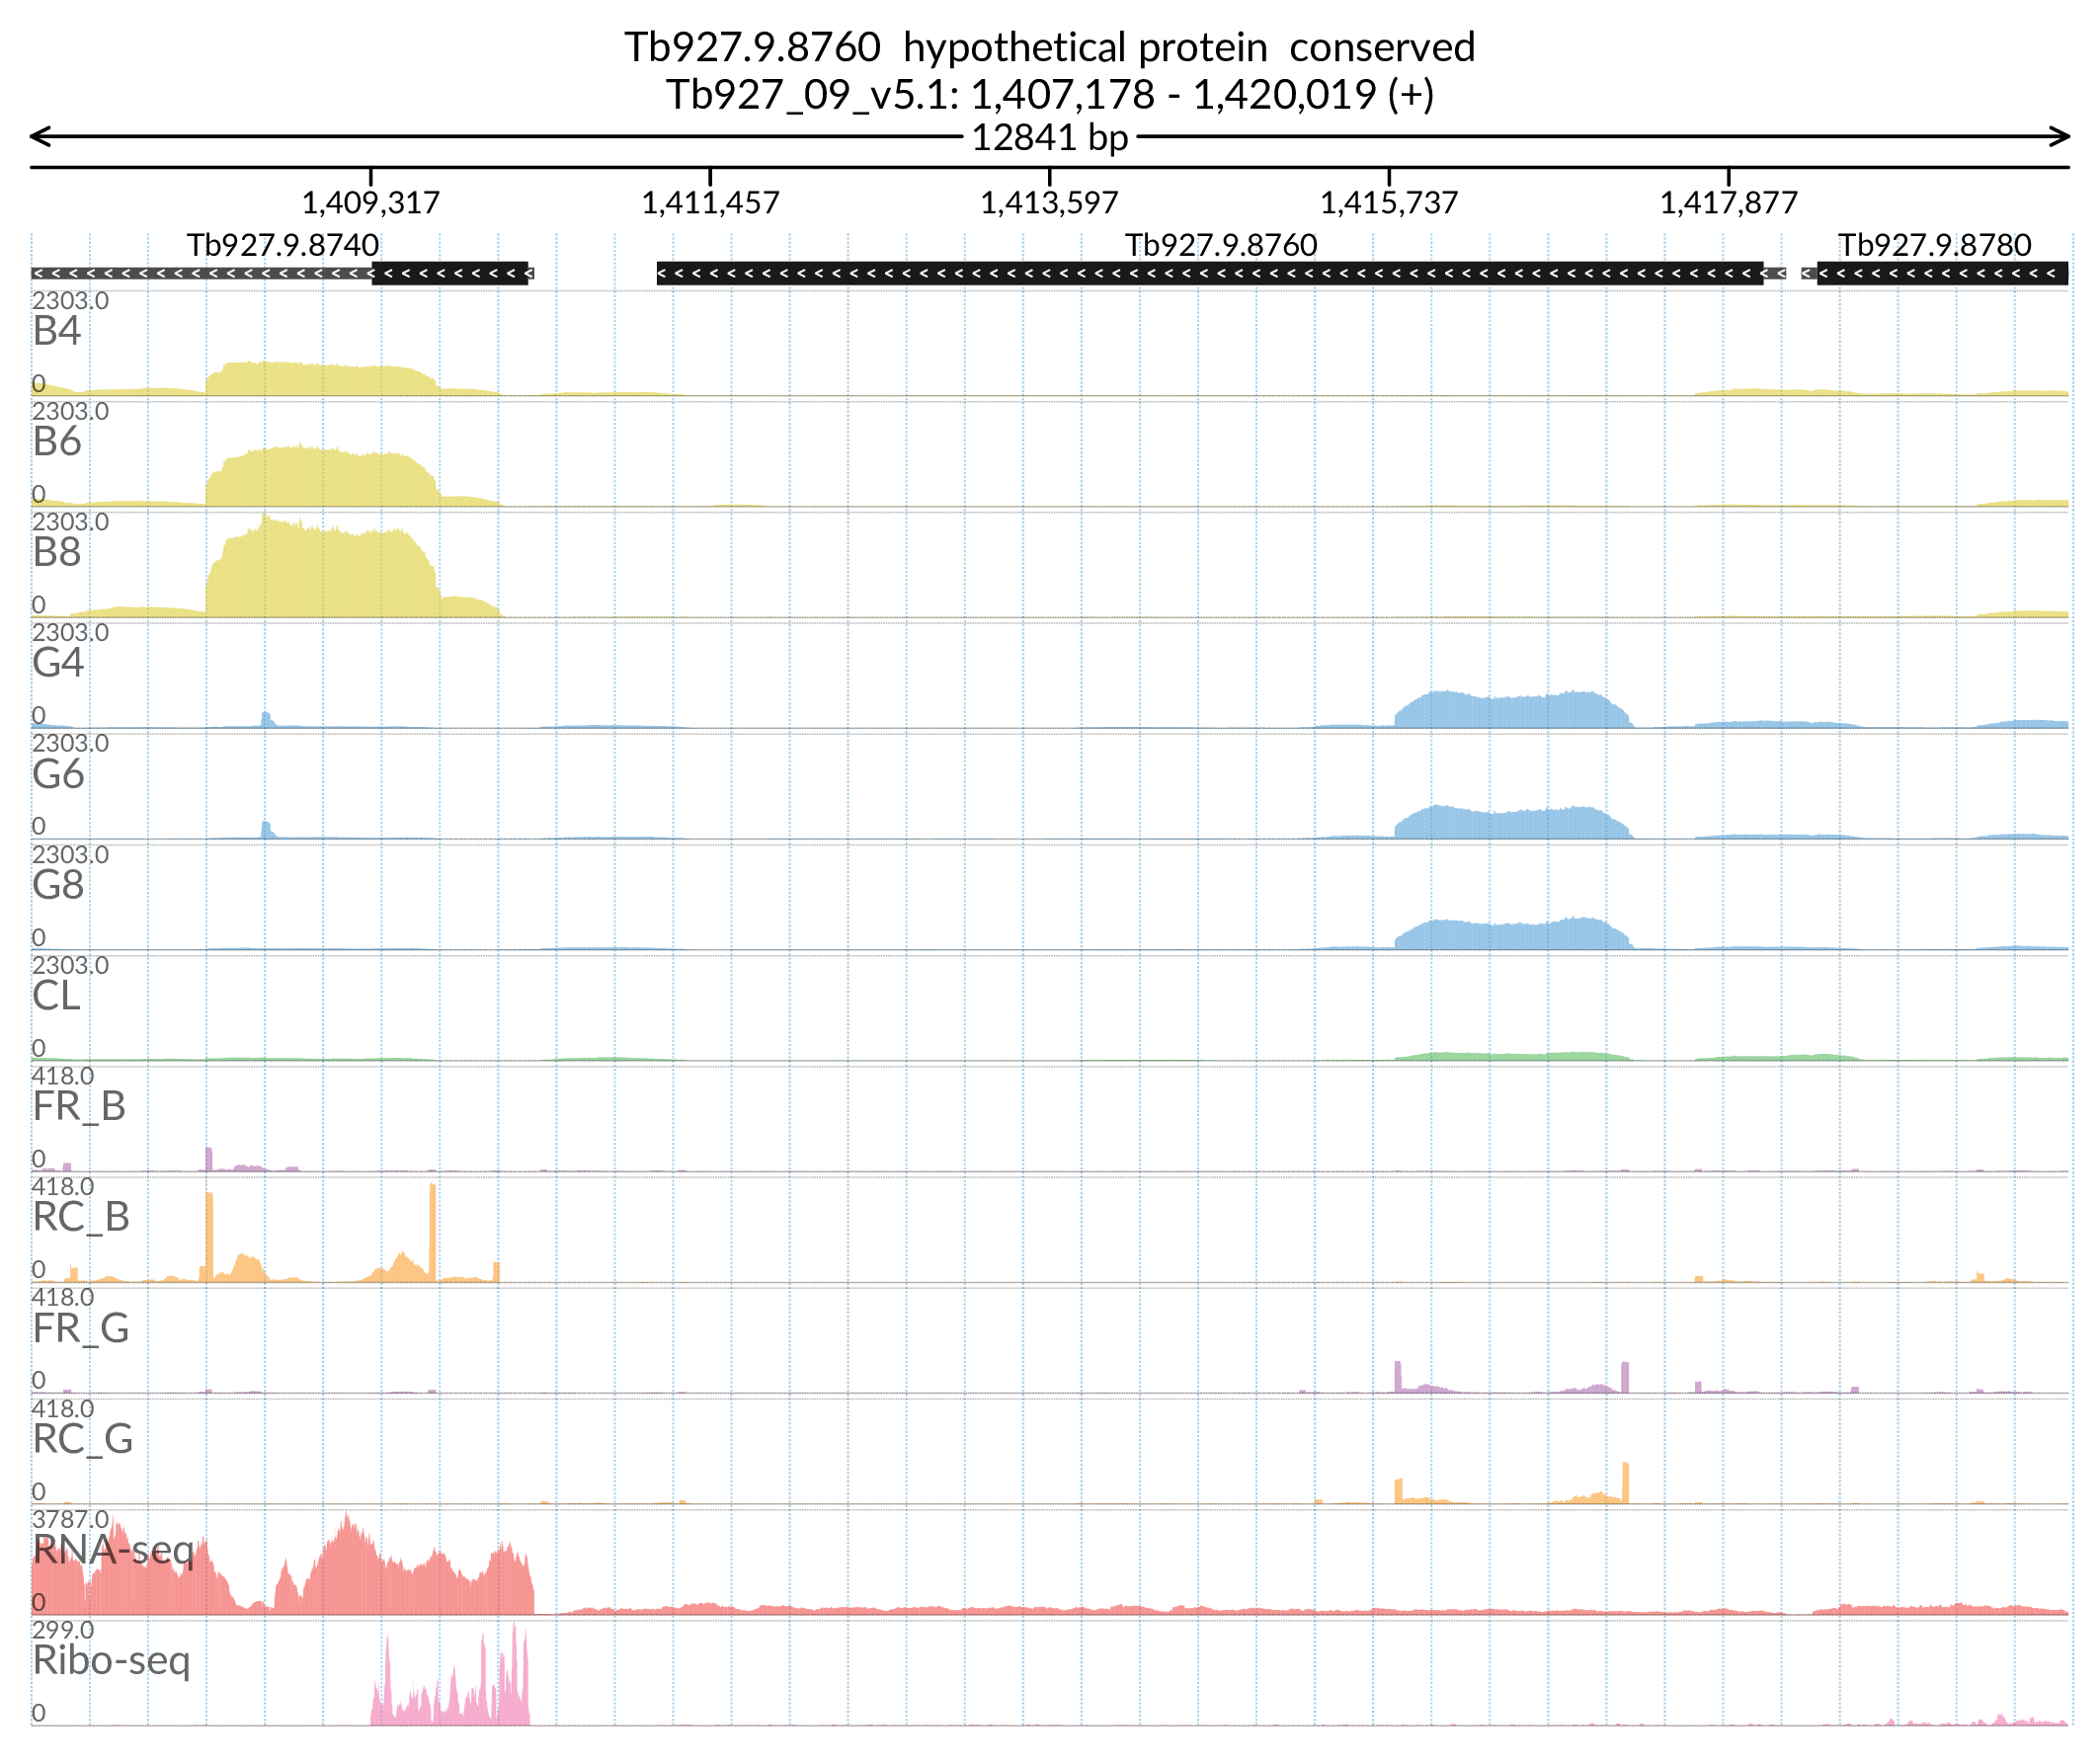 Tb927.9.8760 hypothetical protein conserved
Tb927_09_v5.1: 1,407,178 - 1,420,019 (+)
12841 bp
1,409,317 1,411,457 1,413,597 1,415,737 1,417,877
Tb927.9.8740 Tb927.9.8760 Tb927.9.8780
2303.0
B4
0
2303.0
B6
0
2303.0
B8
0
2303.0
G4
0
2303.0
G6
0
2303.0
G8
0
2303.0
CL
0
418.0
FR_B
0
418.0
RC_B
0
418.0
FR_G
0
418.0
RC_G
0
3787.0
RNA-seq
0
299.0
Ribo-seq
0